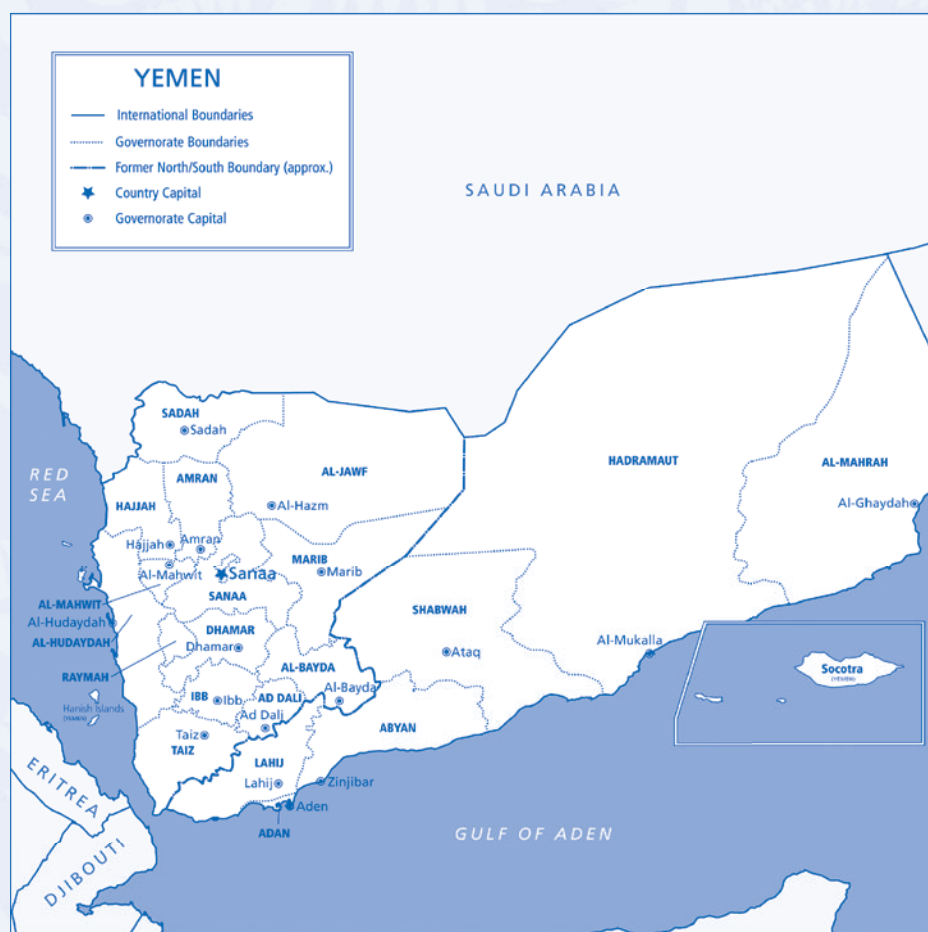 YEMEN
International Boundaries
Governorate Boundaries
Former North/South Boundary (approx.)
Country Capital
Governorate Capital
SAUDI ARABIA
SADAH
Sadah
RED
SEA
AMRAN
AL-JAWF
HADRAMAUT
AL-MAHRAH
HAJJAH
Al-Hazm
Al-Ghaydah
Hajjah
Amran
MARIB
Al-Mahwit
Sanaa
Marib
SANAA
AL-MAHWIT
Al-Hudaydah
SHABWAH
AL-HUDAYDAH
DHAMAR
Dhamar
Al-Mukalla
Ataq
AL-BAYDA
RAYMAH
Socotra
(YEMEN)
Al-Bayda
IBB
Ibb
AD DALI
Hanish Islands
(YEMEN)
Ad Dali
ABYAN
Taiz
TAIZ
LAHIJ
ERITREA
Lahij
Zinjibar
Aden
ADAN
GULF OF ADEN
DJIBOUTI